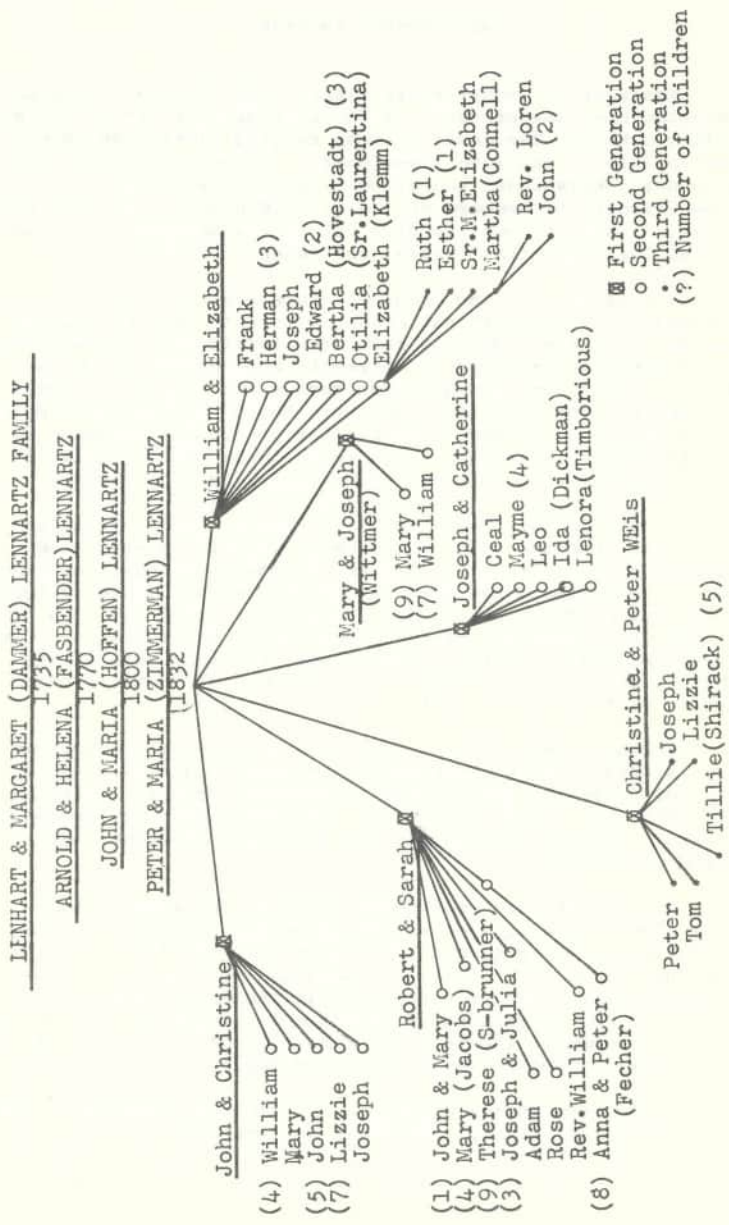 LENHART & MARGARET (DAMMER) LENNARTZ FAMILY
1735
ARNOLD & HELENA (FASBENDER)LENNARTZ
1770
JOHN & MARIA (HOFFEN) LENNARTZ
1800
PETER & MARIA (ZIMMERMAN) LENNARTZ
1832
John & Christine
(4) William
Mary
(5) John
(7) Lizzie
Joseph
Robert & Sarah
(1) John & Mary
(4) Mary (Jacobs)
(9) Therese (S-brunner)
(3) Joseph & Julia
Adam
Rose
Rev.William
(8) Anna & Peter
(Fecher)
Christina & Peter WEis
Peter
Tom
Joseph
Lizzie
Tillie(Shirack) (5)
Joseph & Catherine
Ceal
Mayme (4)
Leo
Ida (Dickman)
Lenora(Timborious)
Mary & Joseph
(Wittmer)
(9) Mary
(7) William
William & Elizabeth
Frank
Herman (3)
Joseph
Edward (2)
Bertha (Hovestadt) (3)
Otilia (Sr.Laurentina)
Elizabeth (Klemm)
Ruth (1)
Esther (1)
Sr.M.Elizabeth
Martha(Connell)
Rev. Loren
John (2)
First Generation
o Second Generation
• Third Generation
(?) Number of children